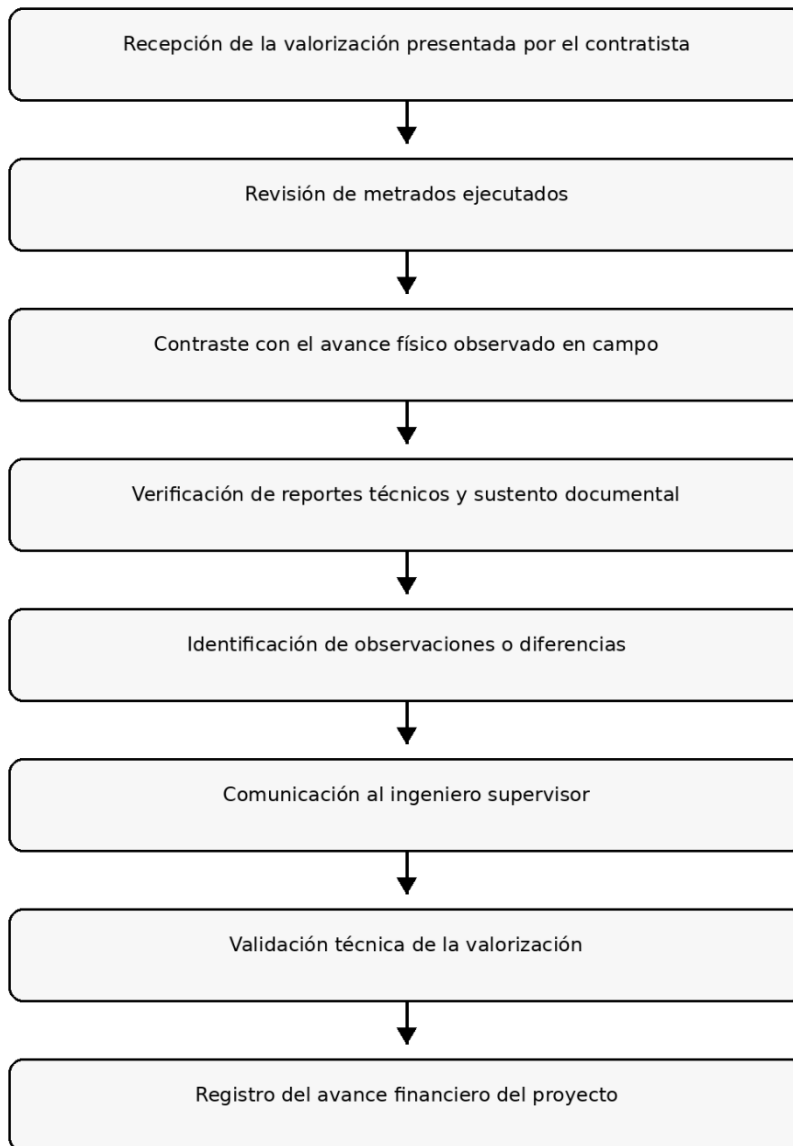 Recepción de la valorización presentada por el contratista
Revisión de metrados ejecutados
Contraste con el avance físico observado en campo
Verificación de reportes técnicos y sustento documental
Identificación de observaciones o diferencias
Comunicación al ingeniero supervisor
Validación técnica de la valorización
Registro del avance financiero del proyecto